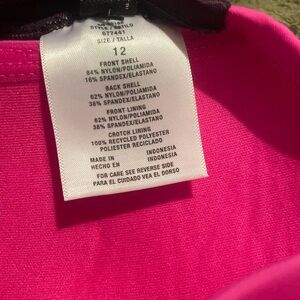 STYLE / ESTILO
677441
SIZE / TALLA
12
FRONT SHELL
84% NYLON/POLIAMIDA
16% SPANDEX/ELASTANO
BACK SHELL
62% NYLON/POLIAMIDA
38% SPANDEX/ELASTANO
FRONT LINING
62% NYLON/POLIAMIDA
38% SPANDEX/ELASTANO
CROTCH LINING
100% RECYCLED POLYESTER
POLIESTER RECICLADO
MADE IN INDONESIA
HECHO EN INDONESIA
FOR CARE SEE REVERSE SIDE
PARA EL CUIDADO VEA EL DORSO